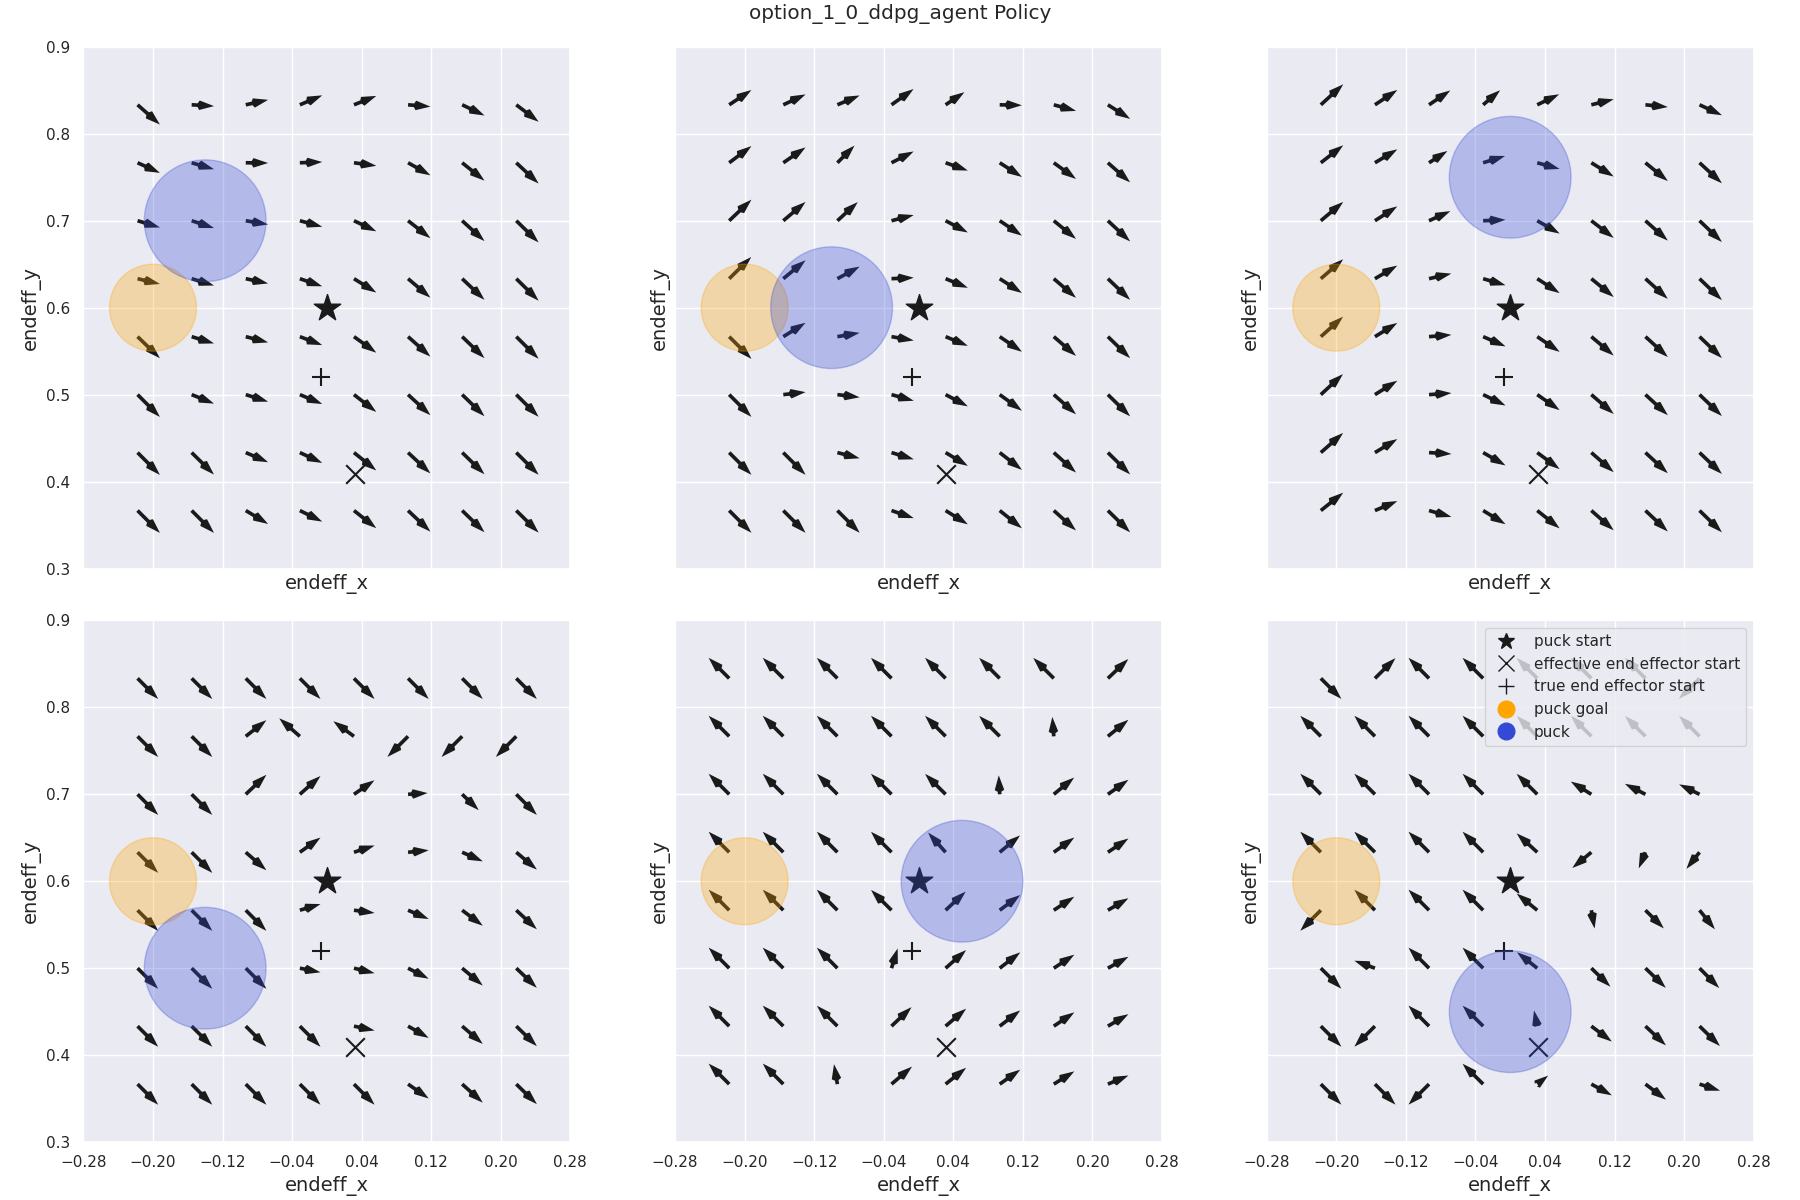 option_1_0_ddpg_agent Policy
0.9
0.8
0.7
0.6
0.5
0.4
0.3
endeff_y
endeff_x
endeff_y
endeff_x
endeff_y
endeff_x
0.9
0.8
0.7
0.6
0.5
0.4
0.3
endeff_y
−0.28 −0.20 −0.12 −0.04 0.04 0.12 0.20 0.28
endeff_x
endeff_y
−0.28 −0.20 −0.12 −0.04 0.04 0.12 0.20 0.28
endeff_x
puck start
effective end effector start
true end effector start
puck goal
puck
endeff_y
−0.28 −0.20 −0.12 −0.04 0.04 0.12 0.20 0.28
endeff_x